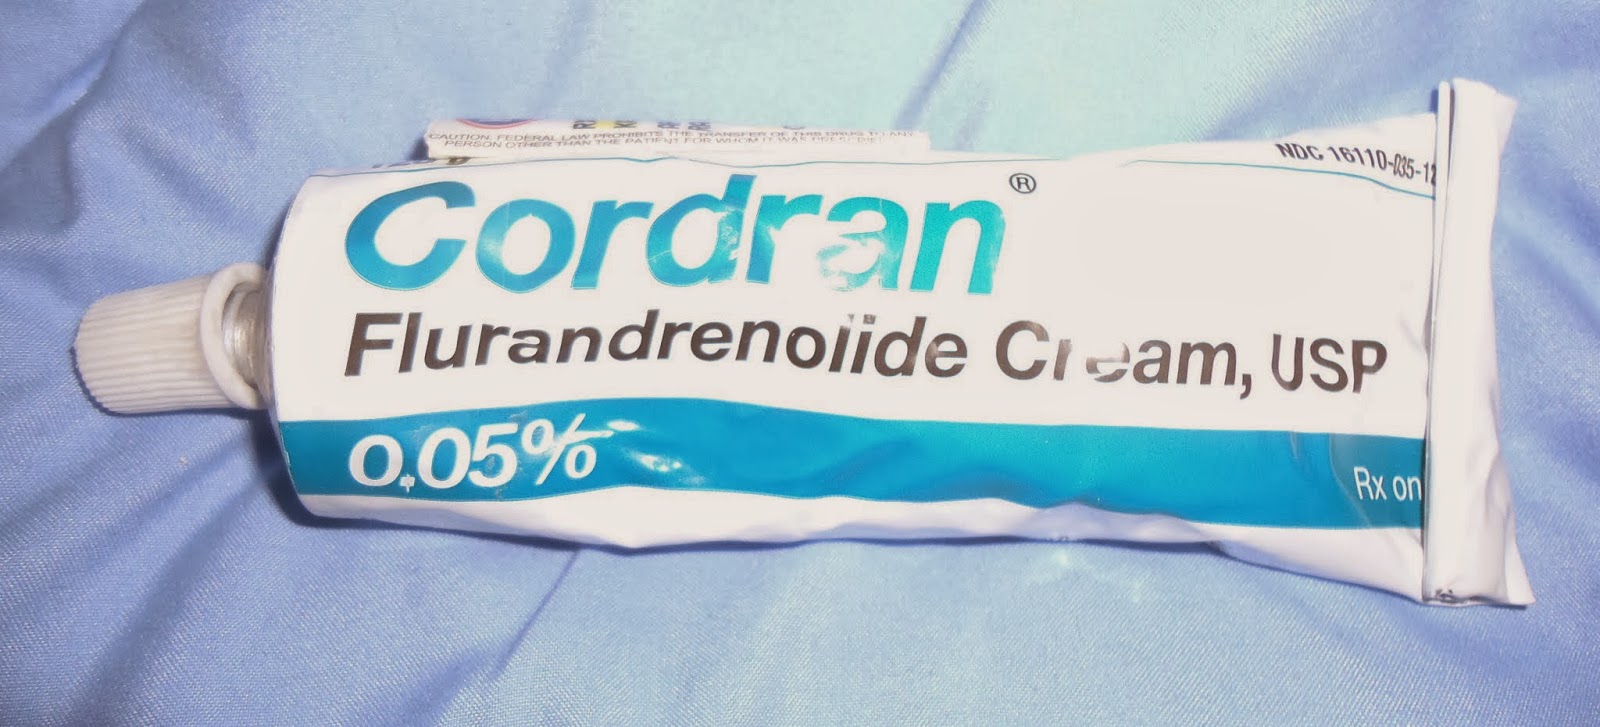 CAUTION: FEDERAL LAW PROHIBITS THE TRANSFER OF THIS DRUG TO ANY
PERSON OTHER THAN THE PATIENT FOR WHOM IT WAS
NDC 16110-035-12
Cordran®
Flurandrenolide Cream, USP
0.05%
Rx on